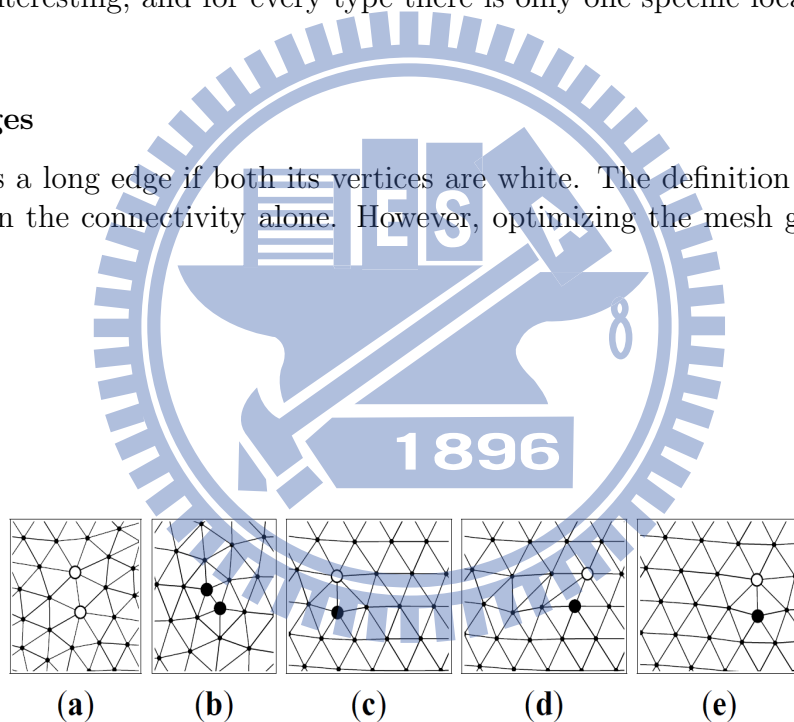 nteresting, and for every type there is only one specific loca
ges
s a long edge if both its vertices are white. The definition
n the connectivity alone. However, optimizing the mesh g
E S A
1896
(a) (b) (c) (d) (e)